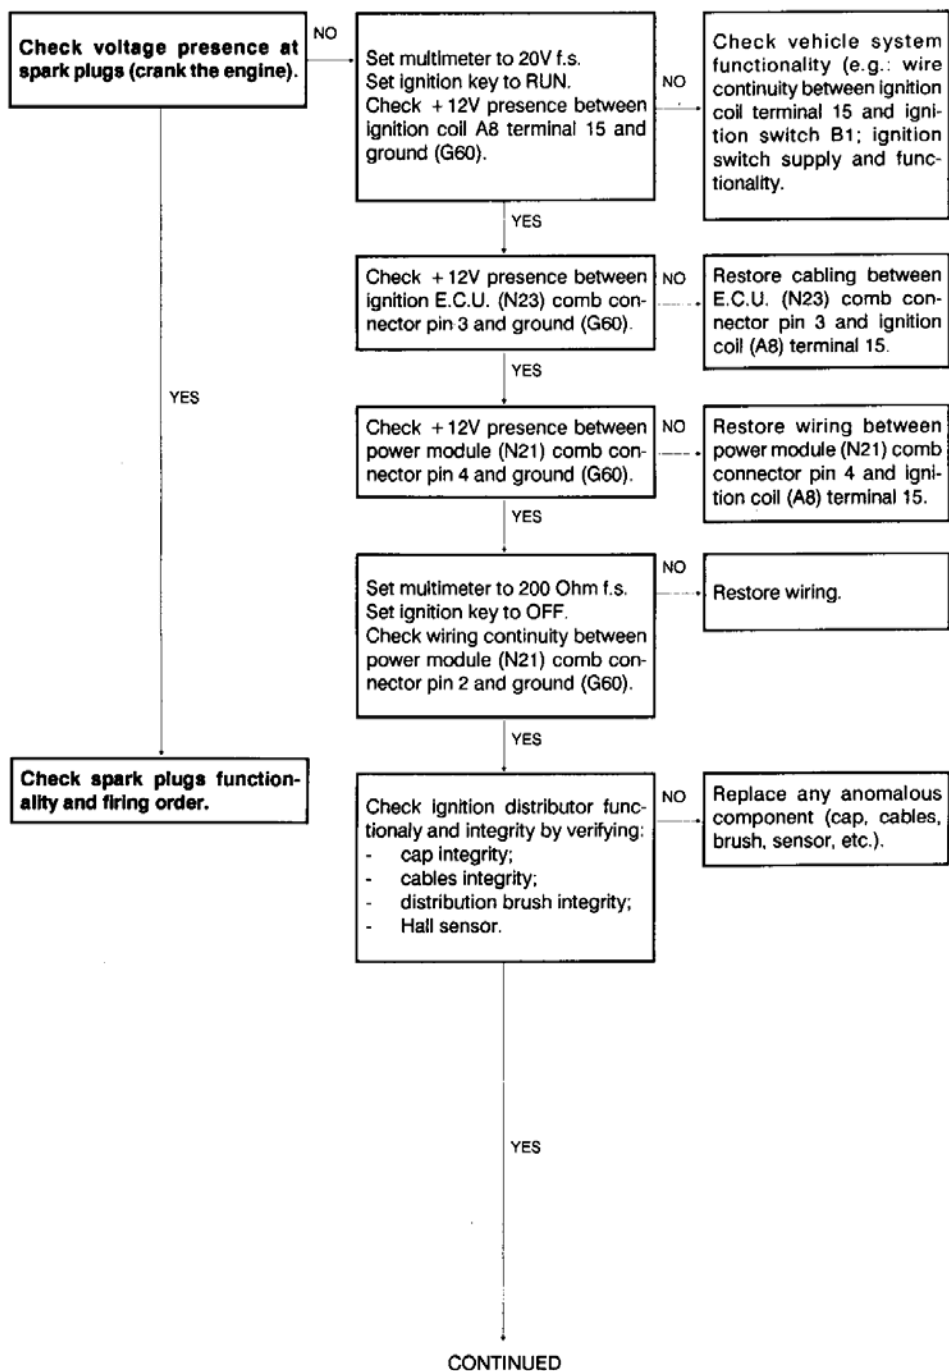 Check voltage presence at
spark plugs (crank the engine).
NO
Set multimeter to 20V f.s.
Set ignition key to RUN.
Check + 12V presence between
ignition coil A8 terminal 15 and
ground (G60).
NO
Check vehicle system
functionality (e.g.: wire
continuity between ignition
coil terminal 15 and igni-
tion switch B1; ignition
switch supply and func-
tionality.
YES
Check + 12V presence between
ignition E.C.U. (N23) comb con-
nector pin 3 and ground (G60).
NO
Restore cabling between
E.C.U. (N23) comb con-
nector pin 3 and ignition
coil (A8) terminal 15.
YES
YES
Check + 12V presence between
power module (N21) comb con-
nector pin 4 and ground (G60).
NO
Restore wiring between
power module (N21) comb
connector pin 4 and igni-
tion coil (A8) terminal 15.
YES
Set multimeter to 200 Ohm f.s.
Set ignition key to OFF.
Check wiring continuity between
power module (N21) comb con-
nector pin 2 and ground (G60).
NO
Restore wiring.
YES
Check spark plugs function-
ality and firing order.
Check ignition distributor func-
tionaly and integrity by verifying:
- cap integrity;
- cables integrity;
- distribution brush integrity;
- Hall sensor.
NO
Replace any anomalous
component (cap, cables,
brush, sensor, etc.).
YES
CONTINUED